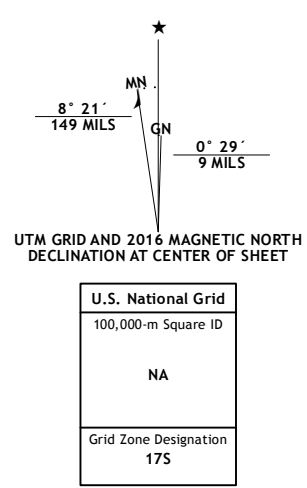 MN
8° 21´
149 MILS
GN
0° 29´
9 MILS
UTM GRID AND 2016 MAGNETIC NORTH
DECLINATION AT CENTER OF SHEET
U.S. National Grid
100,000-m Square ID
NA
Grid Zone Designation
17S